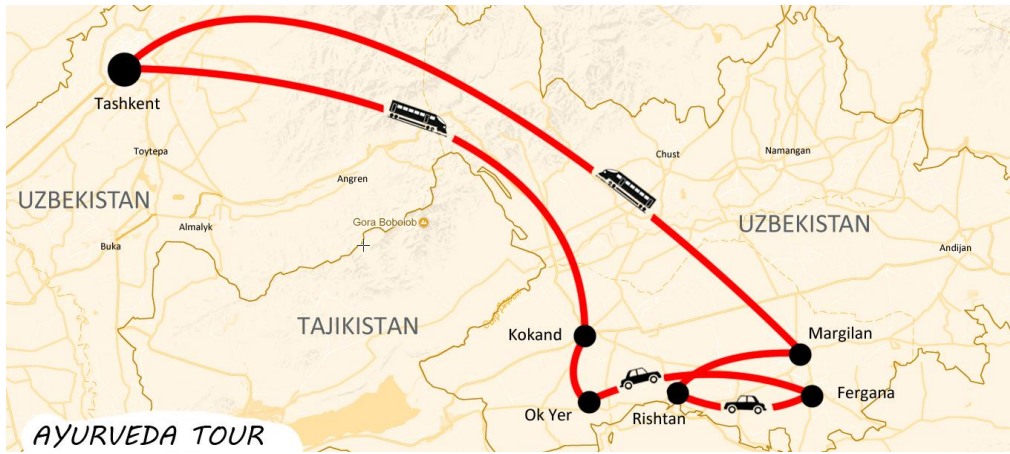 Tashkent
Toytepa
Chust
Namangan
Angren
UZBEKISTAN
Gora Boboiob
UZBEKISTAN
Almalyk
Buka
Andijan
TAJIKISTAN
Kokand
Margilan
Fergana
Ok Yer
Rishtan
AYURVEDA TOUR